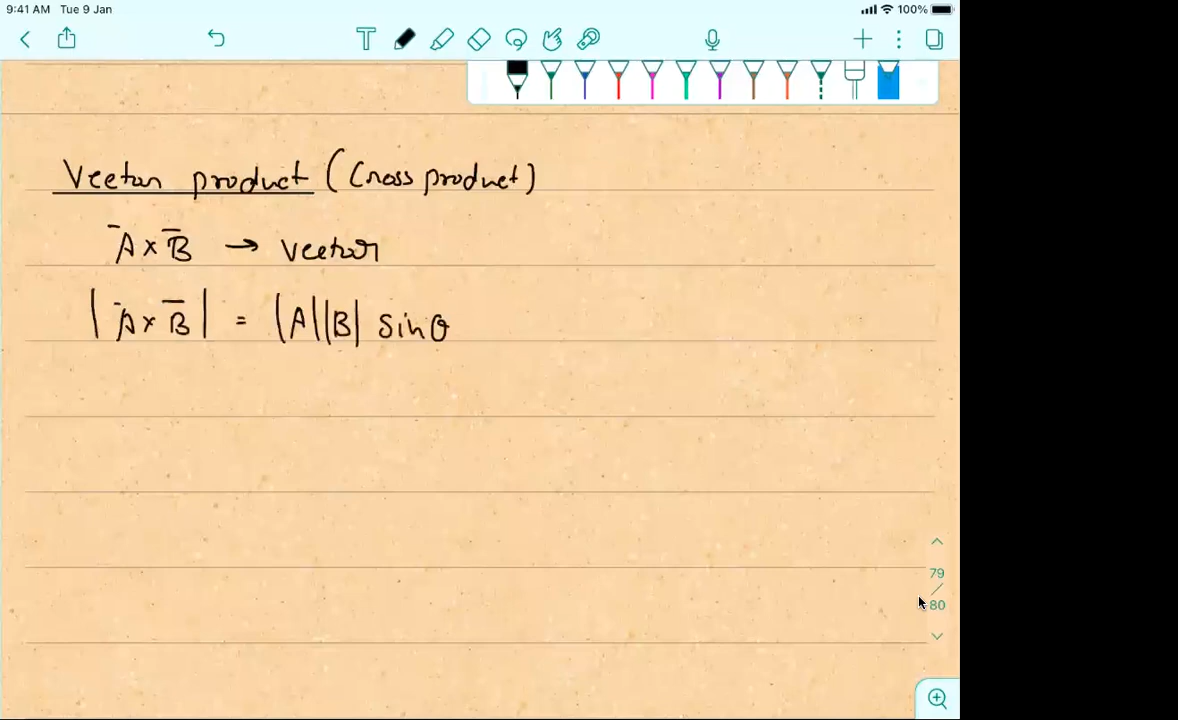 9:41 AM Tue 9 Jan 100%
Vector product (Cross product)
A̅ x B̅ → vector
| A̅ x B̅ | = |A||B| sinθ
79
/
80